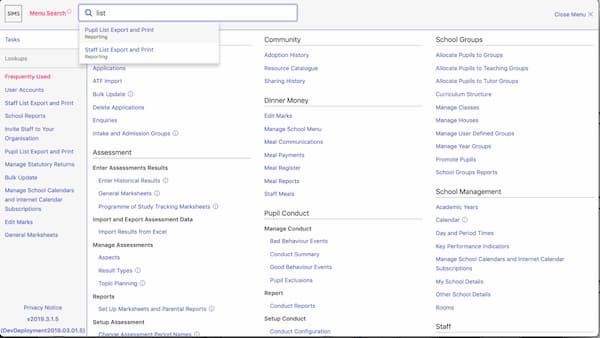 SIMS
Menu Search
list
Close Menu
Pupil List Export and Print
Reporting
Staff List Export and Print
Reporting
Tasks
Lookups
Frequently Used
User Accounts
Staff List Export and Print
School Reports
Invite Staff to Your
Organisation
Pupil List Export and Print
Manage Statutory Returns
Bulk Update
Manage School Calendars
and Internet Calendar
Subscriptions
Edit Marks
General Marksheets
Privacy Notice
v2019.3.1.5
(DevDeployment2019.03.01.5)
Applications
ATF Import
Bulk Update
Delete Applications
Enquiries
Intake and Admission Groups
Assessment
Enter Assessments Results
Enter Historical Results
General Marksheets
Programme of Study Tracking Marksheets
Import and Export Assessment Data
Import Results from Excel
Manage Assessments
Aspects
Result Types
Topic Planning
Reports
Set Up Marksheets and Parental Reports
Setup Assessment
Change Assessment Period Names
Community
Adoption History
Resource Catalogue
Sharing History
Dinner Money
Edit Marks
Manage School Menu
Meal Communications
Meal Payments
Meal Register
Meal Reports
Staff Meals
Pupil Conduct
Manage Conduct
Bad Behaviour Events
Conduct Summary
Good Behaviour Events
Pupil Exclusions
Report
Conduct Reports
Setup Conduct
Conduct Configuration
School Groups
Allocate Pupils to Groups
Allocate Pupils to Teaching Groups
Allocate Pupils to Tutor Groups
Curriculum Structure
Manage Classes
Manage Houses
Manage User Defined Groups
Manage Year Groups
Promote Pupils
School Groups Reports
School Management
Academic Years
Calendar
Day and Period Times
Key Performance Indicators
Manage School Calendars and Internet Calendar
Subscriptions
My School Details
Other School Details
Rooms
Staff